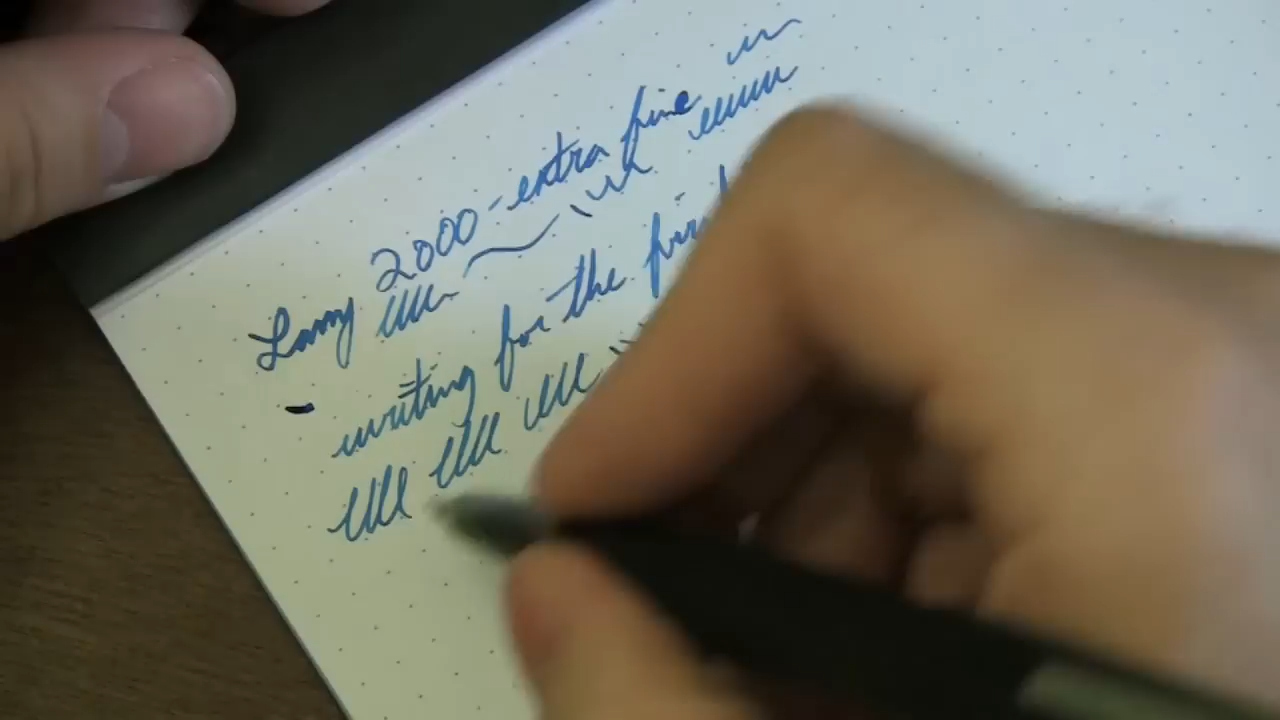 Lamy 2000 - extra fine
- writing for the